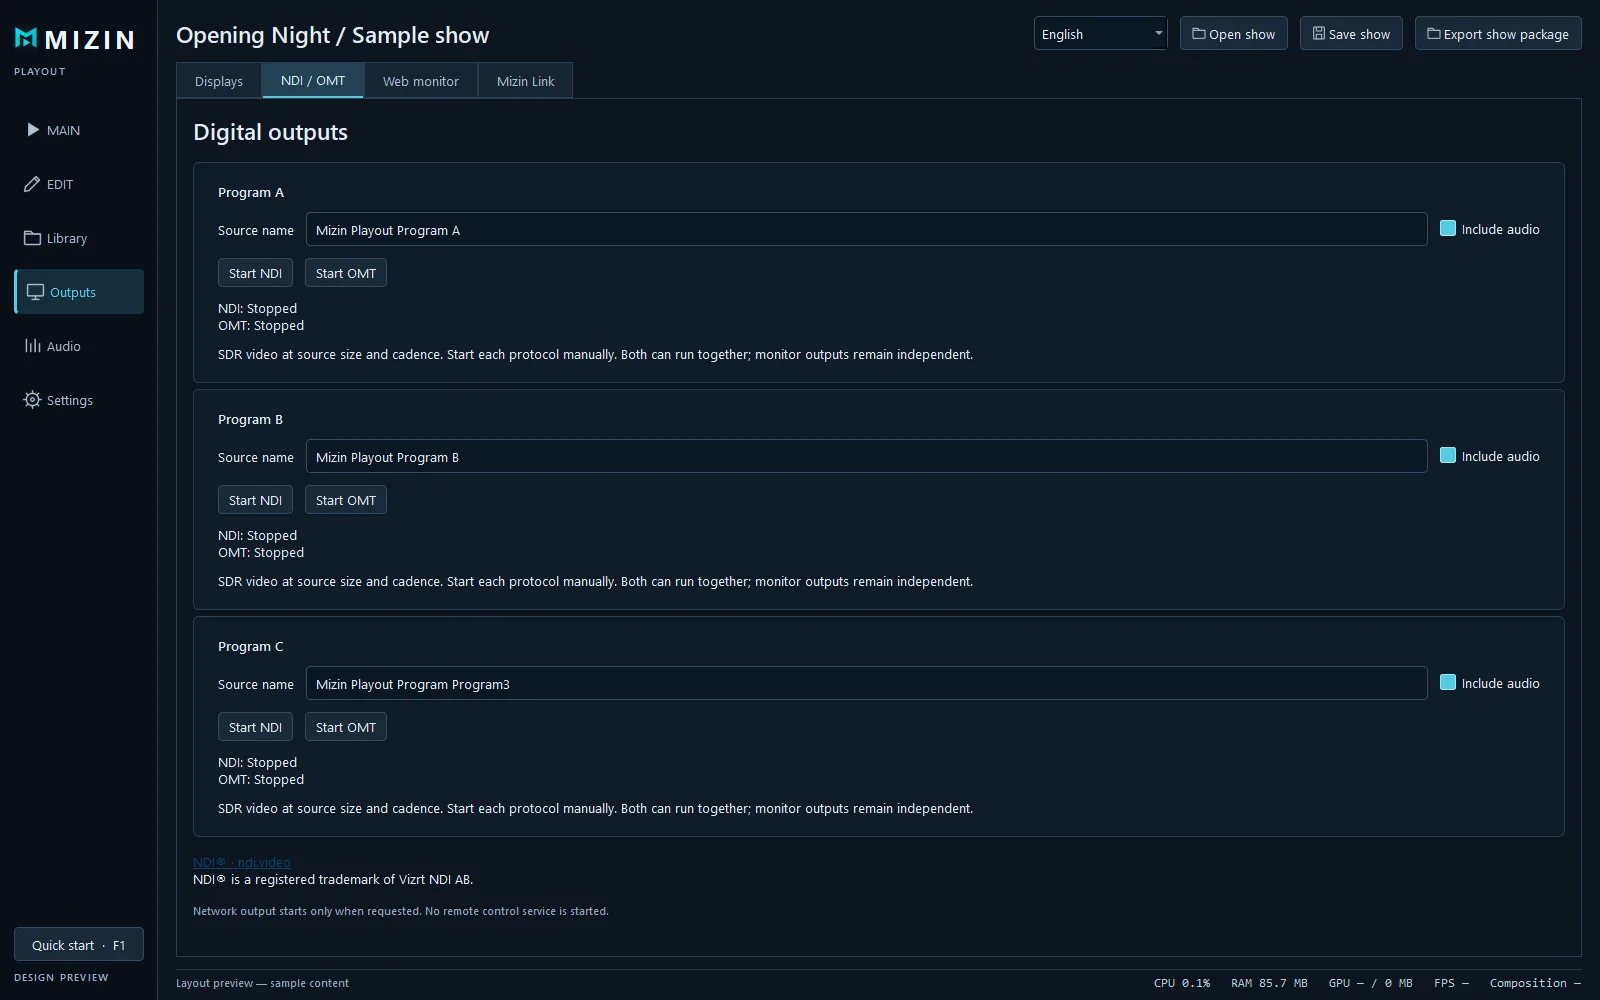 MIZIN
PLAYOUT
MAIN
EDIT
Library
Outputs
Audio
Settings
Quick start · F1
DESIGN PREVIEW
Opening Night / Sample show
English
Open show
Save show
Export show package
Displays
NDI / OMT
Web monitor
Mizin Link
Digital outputs
Program A
Source name
Mizin Playout Program A
Include audio
Start NDI
Start OMT
NDI: Stopped
OMT: Stopped
SDR video at source size and cadence. Start each protocol manually. Both can run together; monitor outputs remain independent.
Program B
Source name
Mizin Playout Program B
Include audio
Start NDI
Start OMT
NDI: Stopped
OMT: Stopped
SDR video at source size and cadence. Start each protocol manually. Both can run together; monitor outputs remain independent.
Program C
Source name
Mizin Playout Program Program3
Include audio
Start NDI
Start OMT
NDI: Stopped
OMT: Stopped
SDR video at source size and cadence. Start each protocol manually. Both can run together; monitor outputs remain independent.
NDI® · ndi.video
NDI® is a registered trademark of Vizrt NDI AB.
Network output starts only when requested. No remote control service is started.
Layout preview — sample content
CPU 0.1%
RAM 85.7 MB
GPU — / 0 MB
FPS —
Composition —